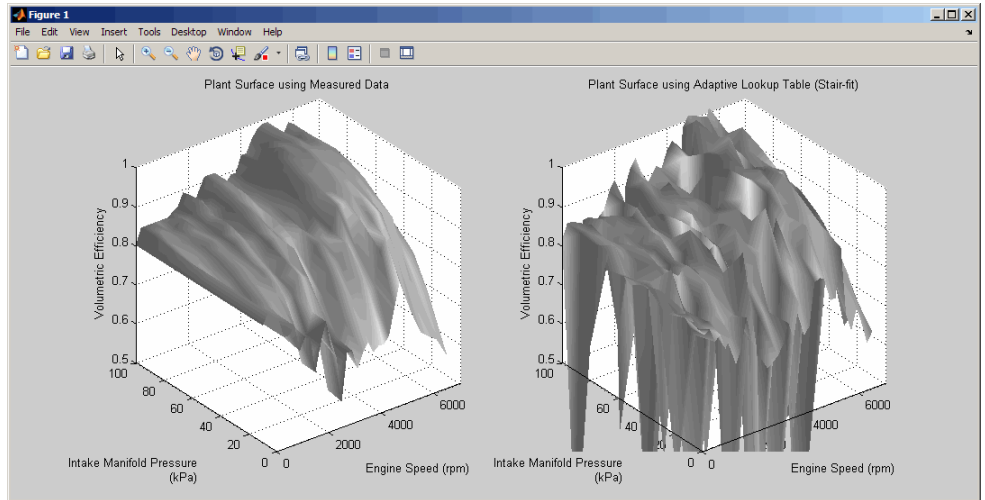 Figure 1
File Edit View Insert Tools Desktop Window Help
Plant Surface using Measured Data
1
0.9
0.8
0.7
0.6
0.5
Volumetric Efficiency
100
80
60
40
20
0
0
2000
4000
6000
Intake Manifold Pressure
(kPa)
Engine Speed (rpm)
Plant Surface using Adaptive Lookup Table (Stair-fit)
1
0.9
0.8
0.7
0.6
0.5
Volumetric Efficiency
100
60
40
20
0
0
4000
6000
Intake Manifold Pressure
(kPa)
Engine Speed (rpm)